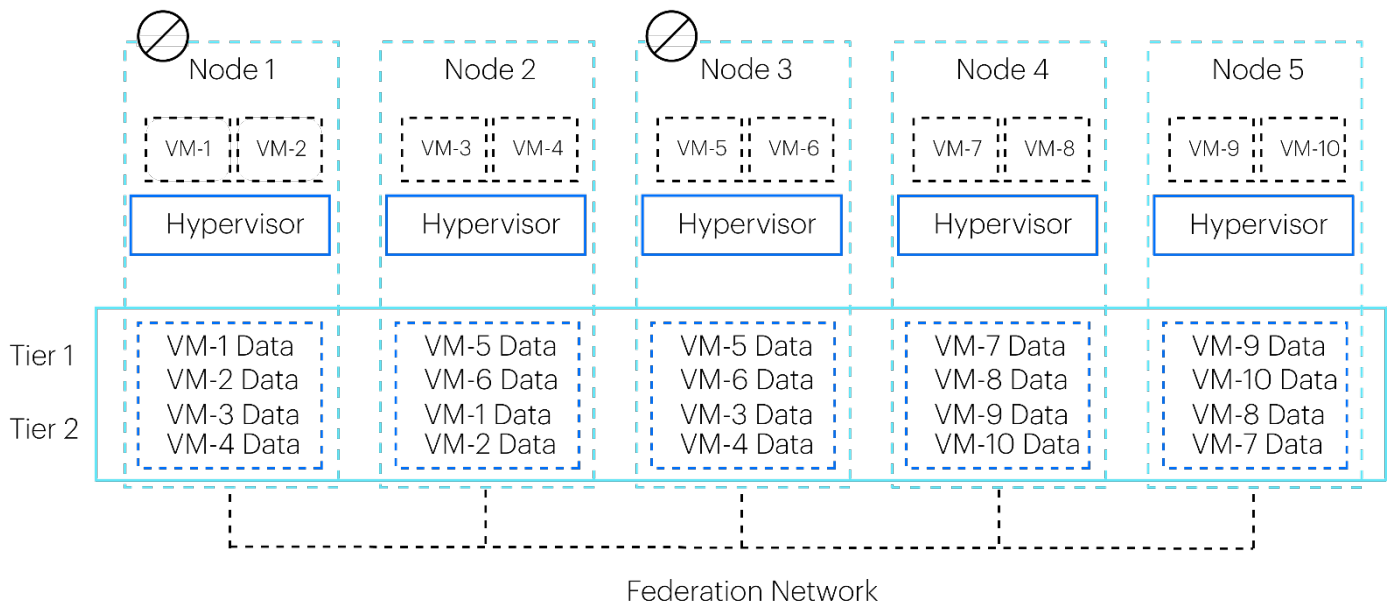 Node 1 Node 2 Node 3 Node 4 Node 5
VM-1 VM-2 VM-3 VM-4 VM-5 VM-6 VM-7 VM-8 VM-9 VM-10
Hypervisor Hypervisor Hypervisor Hypervisor Hypervisor
Tier 1
VM-1 Data VM-5 Data VM-5 Data VM-7 Data VM-9 Data
VM-2 Data VM-6 Data VM-6 Data VM-8 Data VM-10 Data
Tier 2
VM-3 Data VM-1 Data VM-3 Data VM-9 Data VM-8 Data
VM-4 Data VM-2 Data VM-4 Data VM-10 Data VM-7 Data
Federation Network